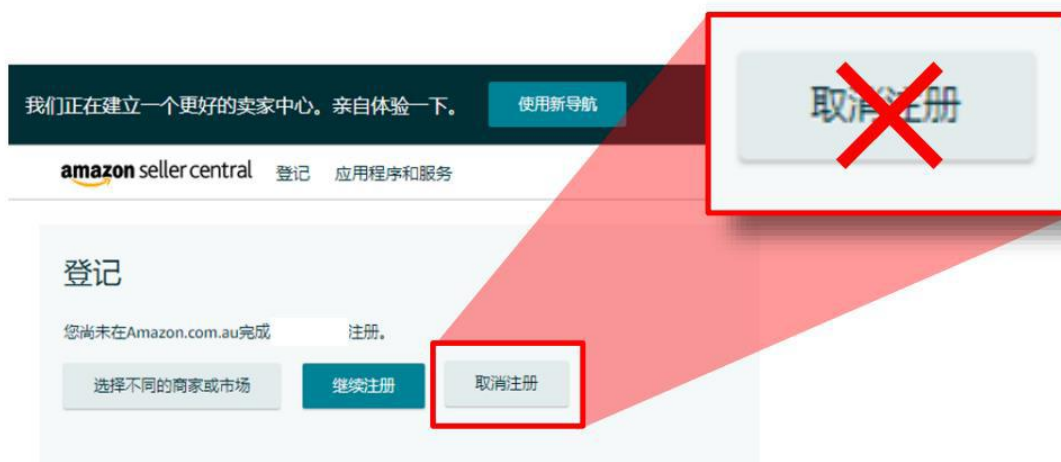 取消注册
我们正在建立一个更好的卖家中心。亲自体验一下。 使用新导航
amazon seller central 登记 应用程序和服务
登记
您尚未在Amazon.com.au完成 注册。
选择不同的商家或市场 继续注册 取消注册